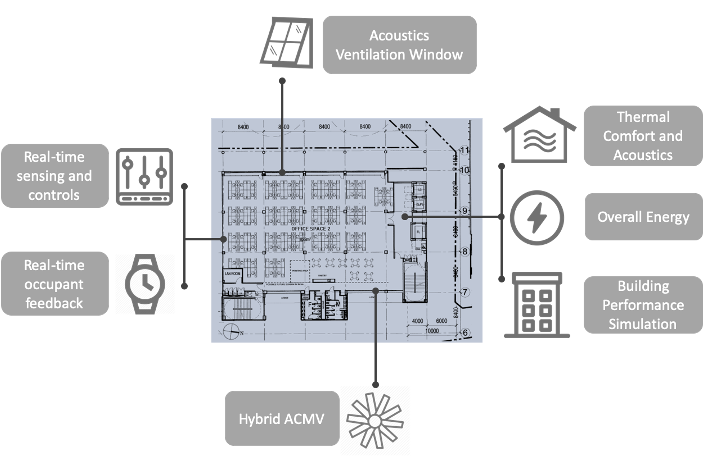 Acoustics
Ventilation Window
Real-time
sensing and
controls
Real-time
occupant
feedback
Thermal
Comfort and
Acoustics
Overall Energy
Building
Performance
Simulation
Hybrid ACMV
8400 8400 8400 8400 8400
11
10
9
8
7
6
OFFICE SPACE 2
8400
4000 6000
10000
N